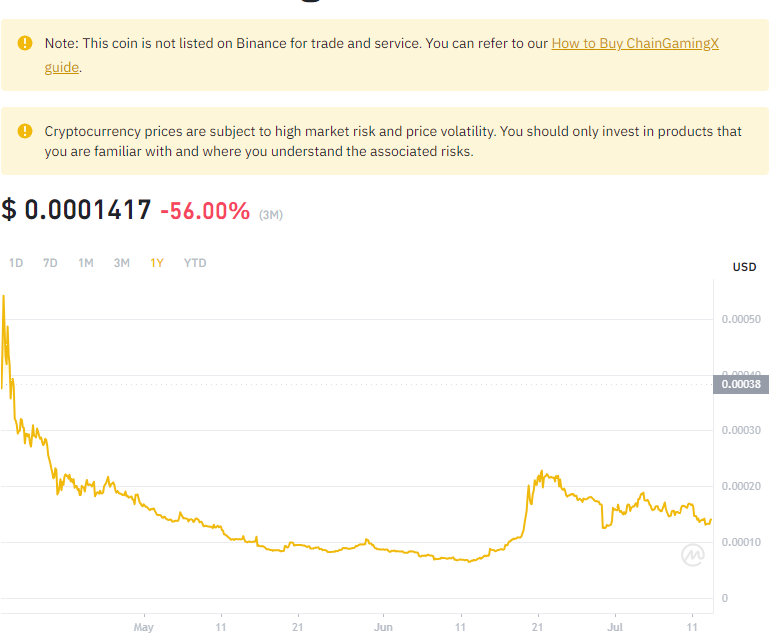 Note: This coin is not listed on Binance for trade and service. You can refer to our How to Buy ChainGamingX
guide.
Cryptocurrency prices are subject to high market risk and price volatility. You should only invest in products that
you are familiar with and where you understand the associated risks.
$ 0.0001417 -56.00% (3M)
1D 7D 1M 3M 1Y YTD
USD
0.00050
0.00040
0.00038
0.00030
0.00020
0.00010
0
May 11 21 Jun 11 21 Jul 11